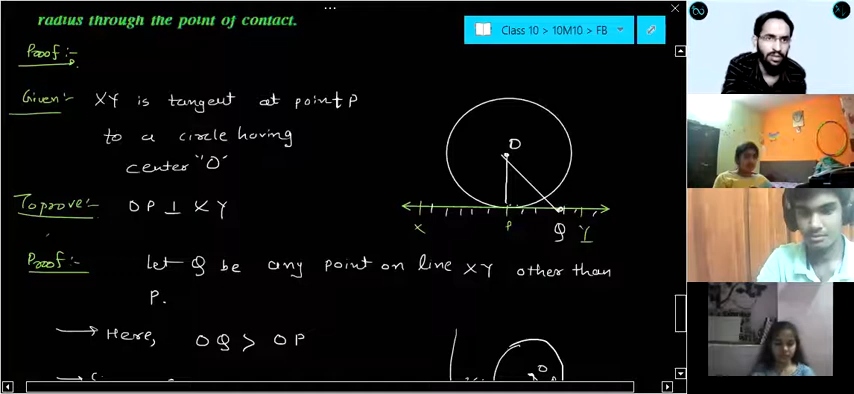 radius through the point of contact.
Class 10 > 10M10 > FB
Proof :-
Given :- XY is tangent at point P
to a circle having
center "O"
To prove :- OP ⊥ XY
Proof :- let Q be any point on line XY other than
P.
→ Here, OQ > OP
O
X P Q Y
O